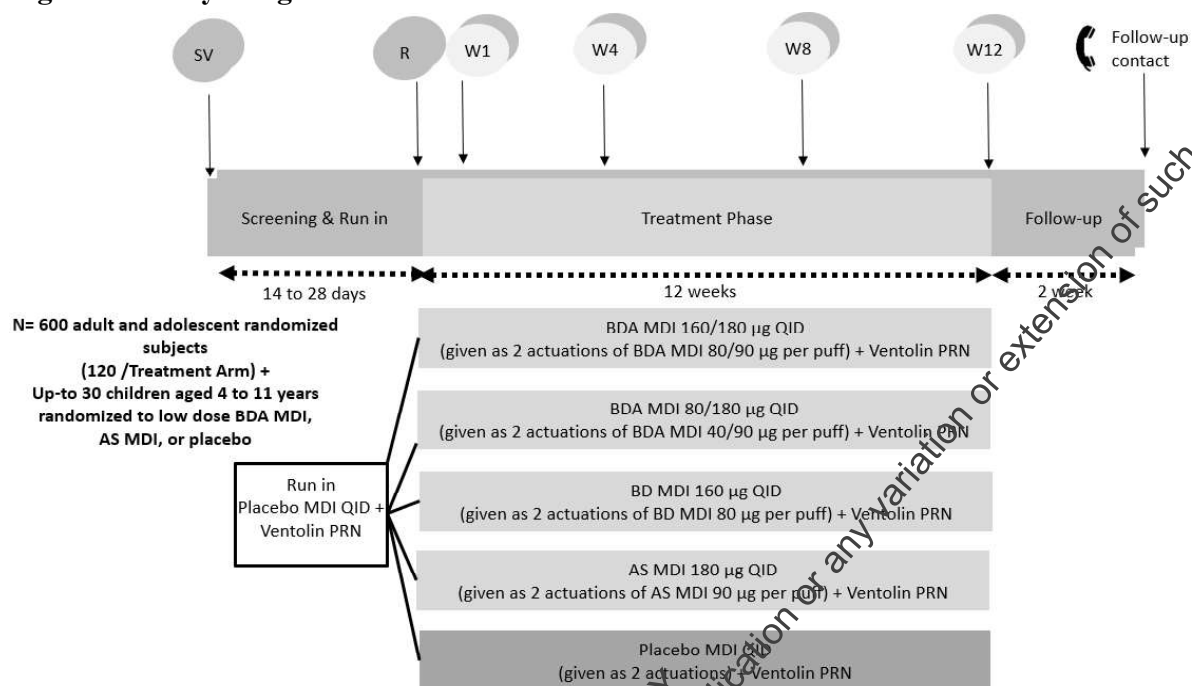 SV
R
W1
W4
W8
W12
Follow-up
contact
Screening & Run in
Treatment Phase
Follow-up
14 to 28 days
12 weeks
2 week
N= 600 adult and adolescent randomized
subjects
(120 /Treatment Arm) +
Up-to 30 children aged 4 to 11 years
randomized to low dose BDA MDI,
AS MDI, or placebo
Run in
Placebo MDI QID +
Ventolin PRN
BDA MDI 160/180 µg QID
(given as 2 actuations of BDA MDI 80/90 µg per puff) + Ventolin PRN
BDA MDI 80/180 µg QID
(given as 2 actuations of BDA MDI 40/90 µg per puff) + Ventolin PRN
BD MDI 160 µg QID
(given as 2 actuations of BD MDI 80 µg per puff) + Ventolin PRN
AS MDI 180 µg QID
(given as 2 actuations of AS MDI 90 µg per puff) + Ventolin PRN
Placebo MDI QID
(given as 2 actuations) + Ventolin PRN
or any variation or extension of such